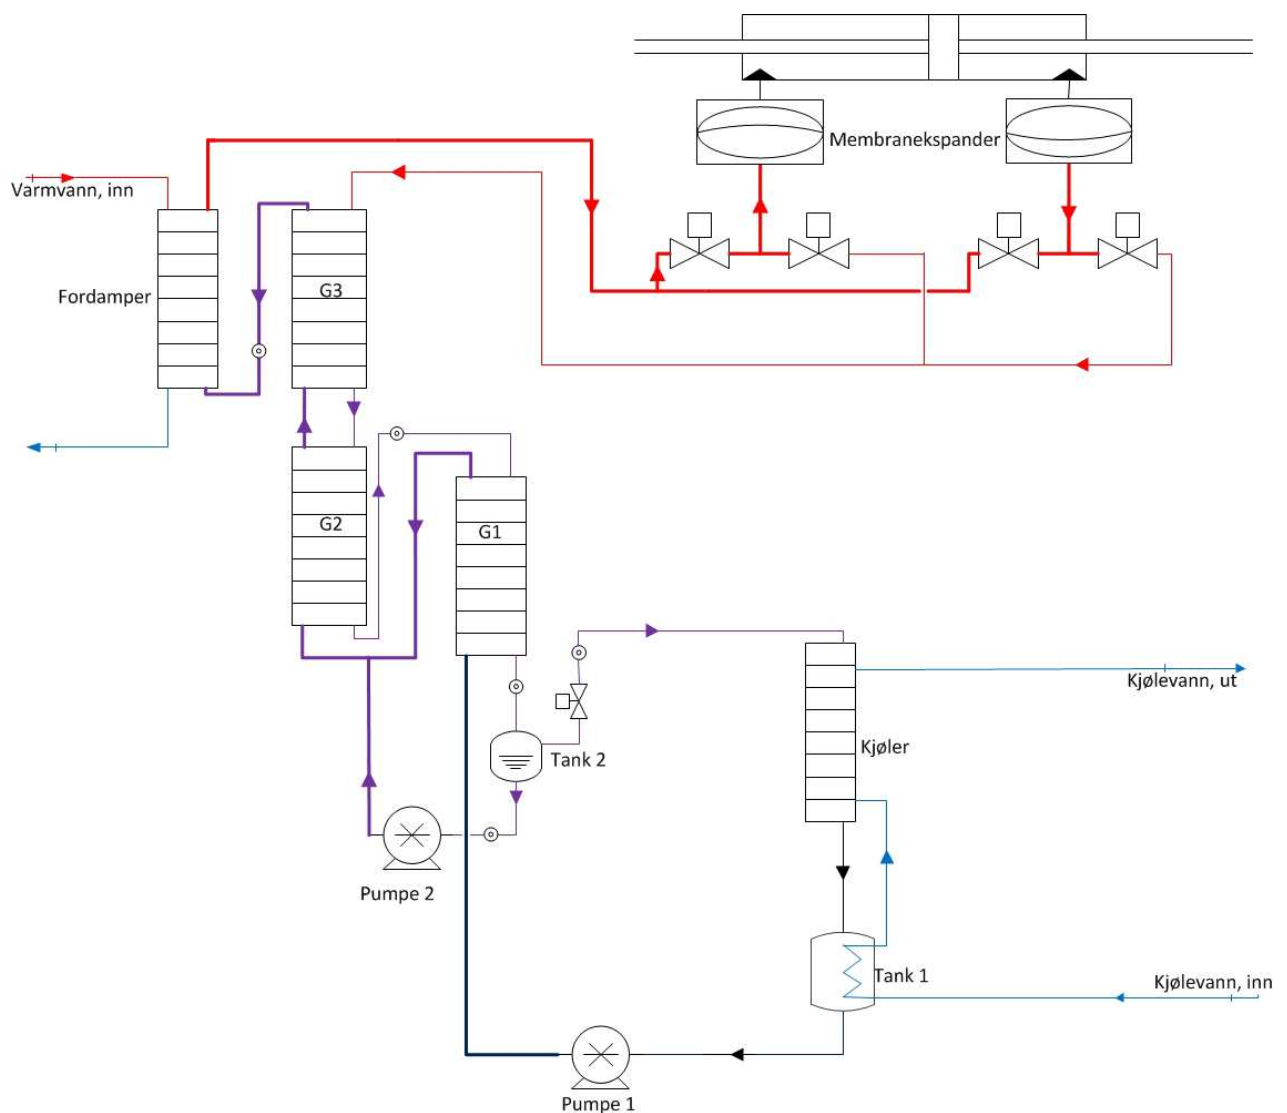 Membranekspander
Varmvann, inn
Fordamper
G3
G2
G1
Kjølevann, ut
Kjøler
Tank 2
Pumpe 2
Tank 1
Kjølevann, inn
Pumpe 1